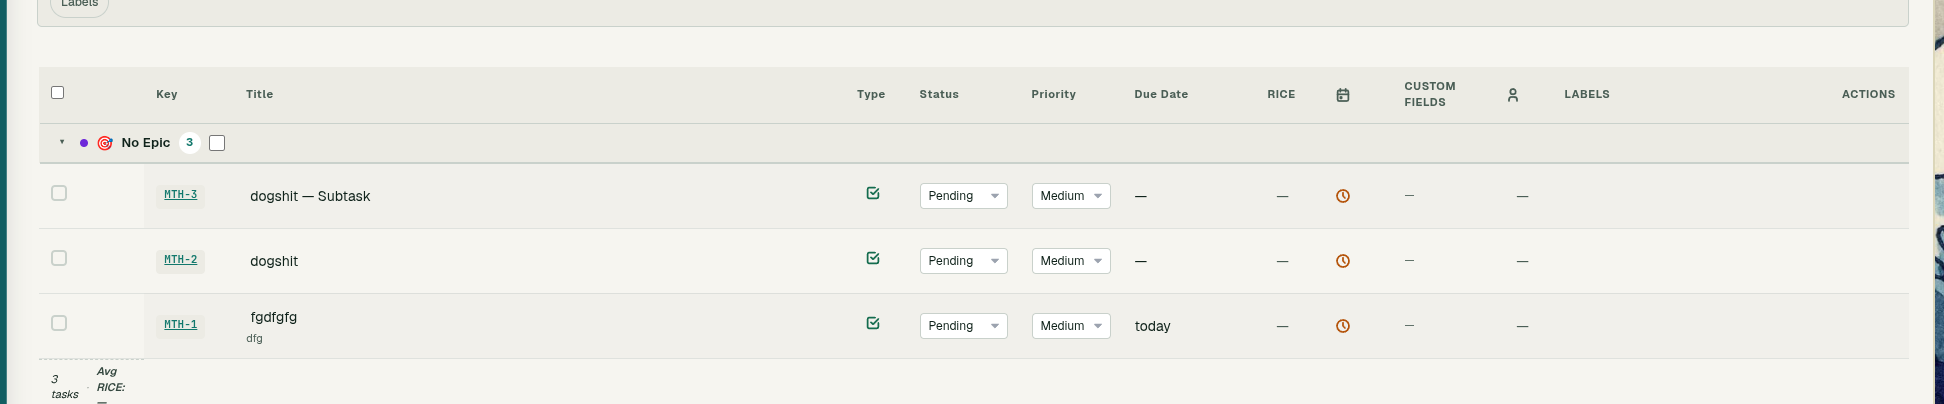 Labels
Key Title Type Status Priority Due Date RICE CUSTOM FIELDS LABELS ACTIONS
No Epic 3
MTH-3 dogshit — Subtask Pending Medium — — — —
MTH-2 dogshit Pending Medium — — — —
MTH-1 fgdfgfg Pending Medium today — — —
dfg
3 tasks · Avg RICE: —